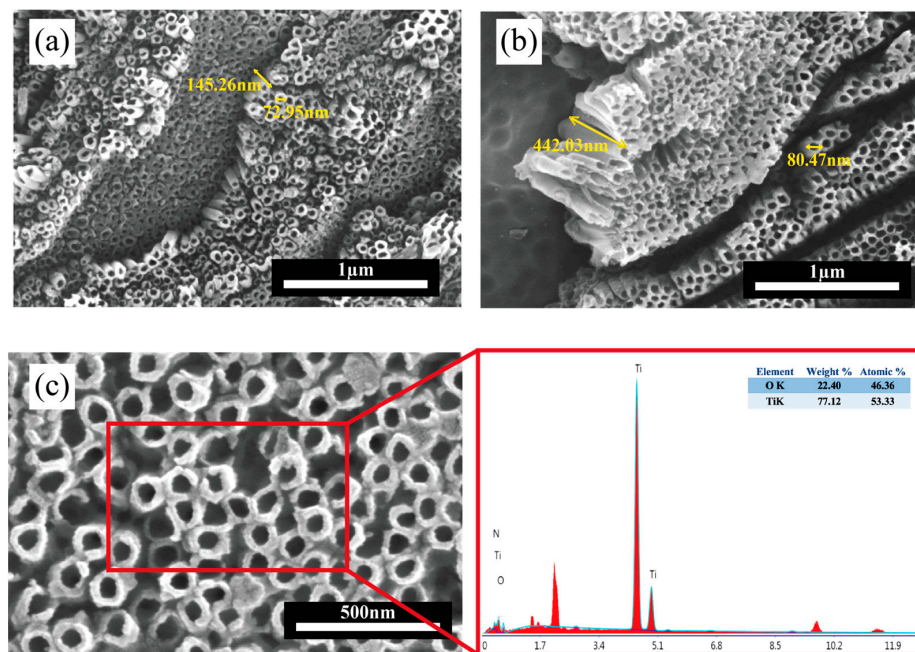 (a)
145.26nm
72.95nm
1μm
(b)
442.03nm
80.47nm
1μm
(c)
500nm
Element Weight % Atomic %
O K 22.40 46.36
TiK 77.12 53.33
Ti
Ti
N
Ti
O
0 1.7 3.4 5.1 6.8 8.5 10.2 11.9